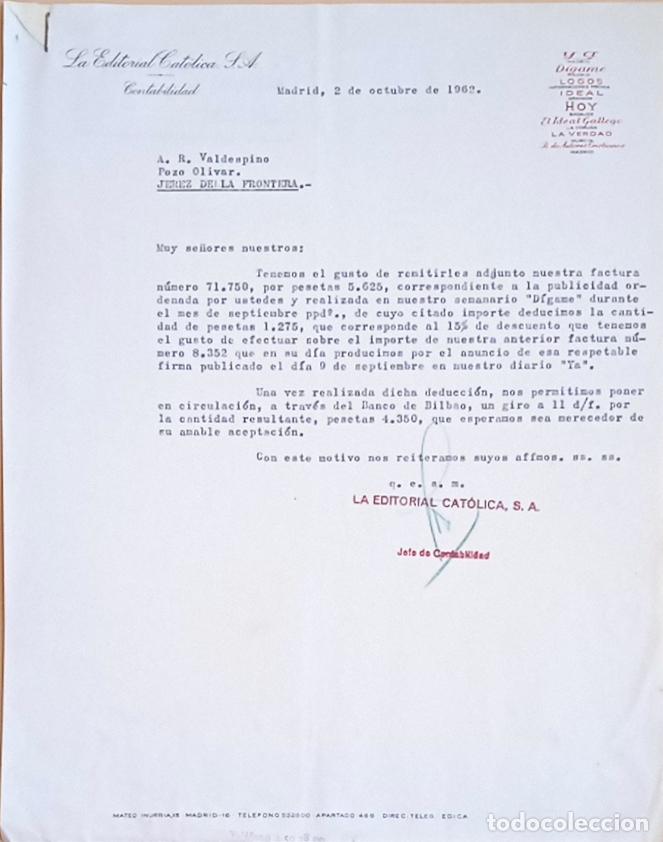 La Editorial Católica S.A.
Contabilidad
Madrid, 2 de octubre de 1962.
YA
Dígame
LOGOS
IDEAL
HOY
El Ideal Gallego
LA VERDAD
MADRID
A. R. Valdespino
Pozo Olivar.
JEREZ DELLA FRONTERA.-
Muy señores nuestros:
Tenemos el gusto de remitirles adjunto nuestra factura
número 71.750, por pesetas 5.625, correspondiente a la publicidad or-
denada por ustedes y realizada en nuestro semanario "Dígame" durante
el mes de septiembre ppdº., de cuyo citado importe deducimos la canti-
dad de pesetas 1.275, que corresponde al 15% de descuento que tenemos
el gusto de efectuar sobre el importe de nuestra anterior factura nú-
mero 8.352 que en su día producimos por el anuncio de esa respetable
firma publicado el día 9 de septiembre en nuestro diario "Ya".
Una vez realizada dicha deducción, nos permitimos poner
en circulación, a través del Banco de Bilbao, un giro a 11 d/f. por
la cantidad resultante, pesetas 4.350, que esperamos sea merecedor de
su amable aceptación.
Con este motivo nos reiteramos suyos affmos. ss. ss.
q. e. s. m.
LA EDITORIAL CATÓLICA, S. A.
Jefe de Contabilidad
MATEO INURRIA, 15 MADRID-16 TELEFONO 332800 APARTADO 466 DIREC. TELEG. EDICA
todocoleccion.net